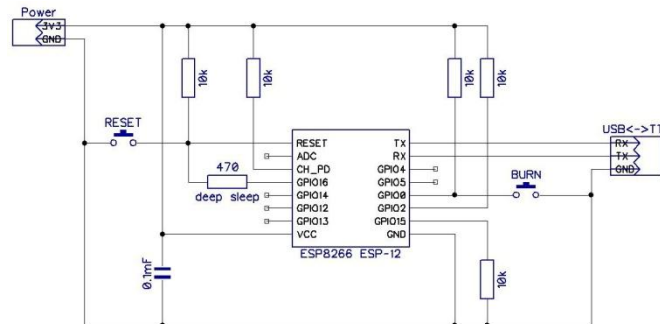 Power
3V3
GND
10k
10k
10k
10k
RESET
USB<->TT
RESET
ADC
CH_PD
GPIO16
GPIO14
GPIO12
GPIO13
VCC
TX
RX
GPIO4
GPIO5
GPIO0
GPIO2
GPIO15
GND
RX
TX
GND
470
deep sleep
BURN
ESP8266 ESP-12
0.1mF
10k